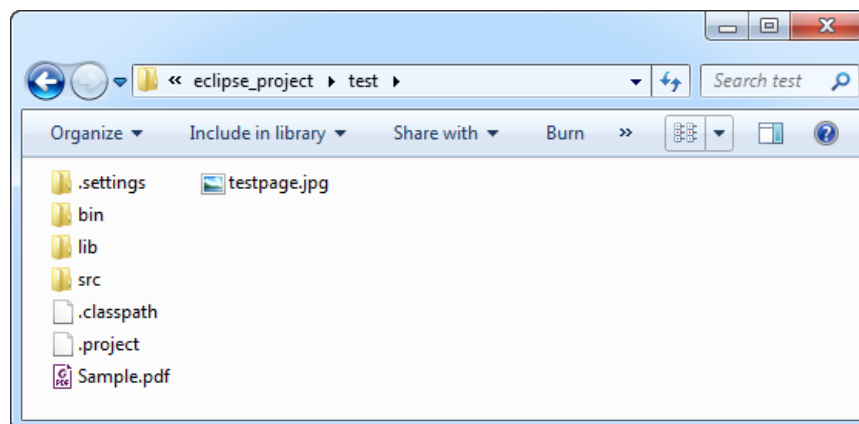 « eclipse_project test Search test
Organize Include in library Share with Burn »
.settings testpage.jpg
bin
lib
src
.classpath
.project
Sample.pdf